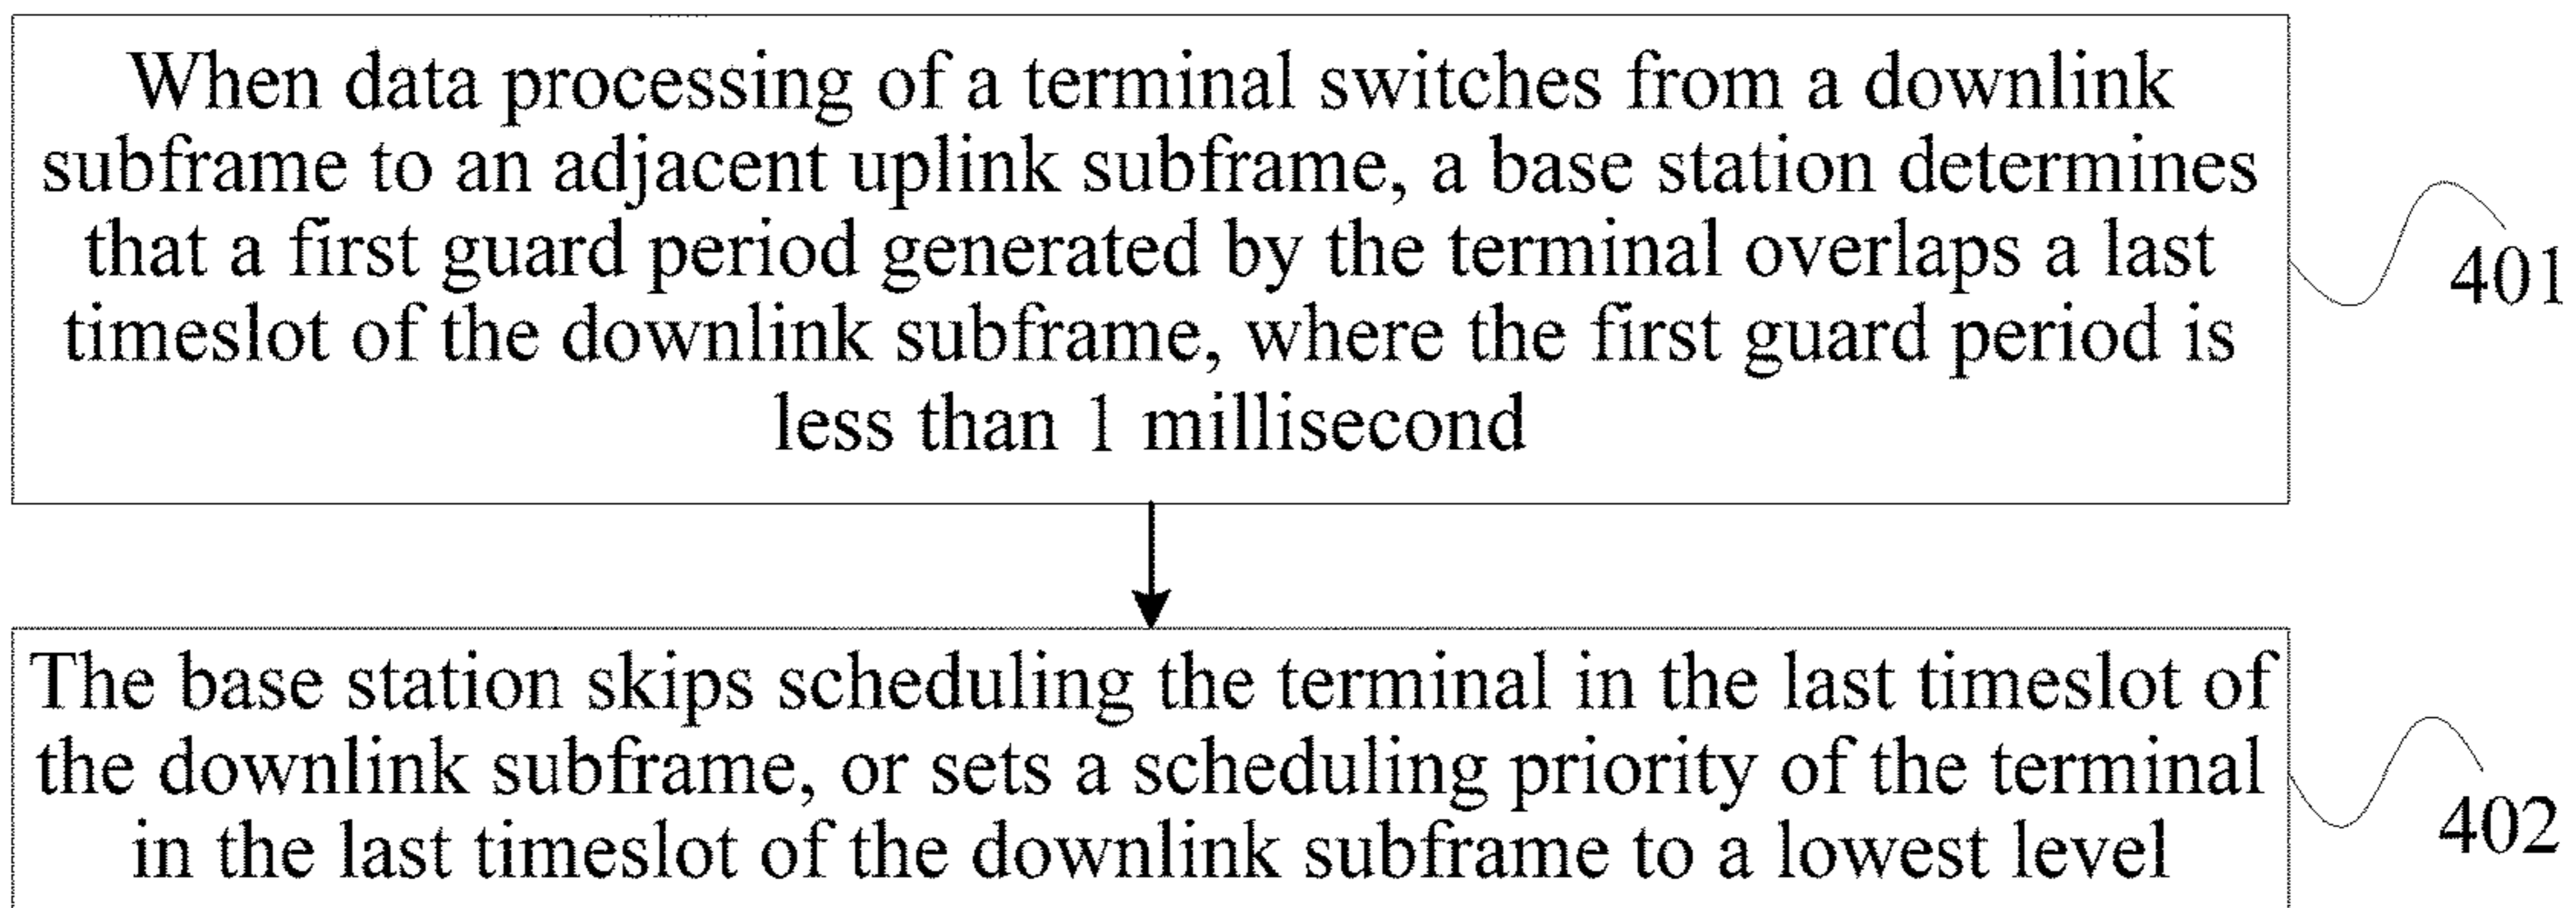 When data processing of a terminal switches from a downlink
subframe to an adjacent uplink subframe, a base station determines
that a first guard period generated by the terminal overlaps a last
timeslot of the downlink subframe, where the first guard period is
less than 1 millisecond
401
The base station skips scheduling the terminal in the last timeslot of
the downlink subframe, or sets a scheduling priority of the terminal
in the last timeslot of the downlink subframe to a lowest level
402